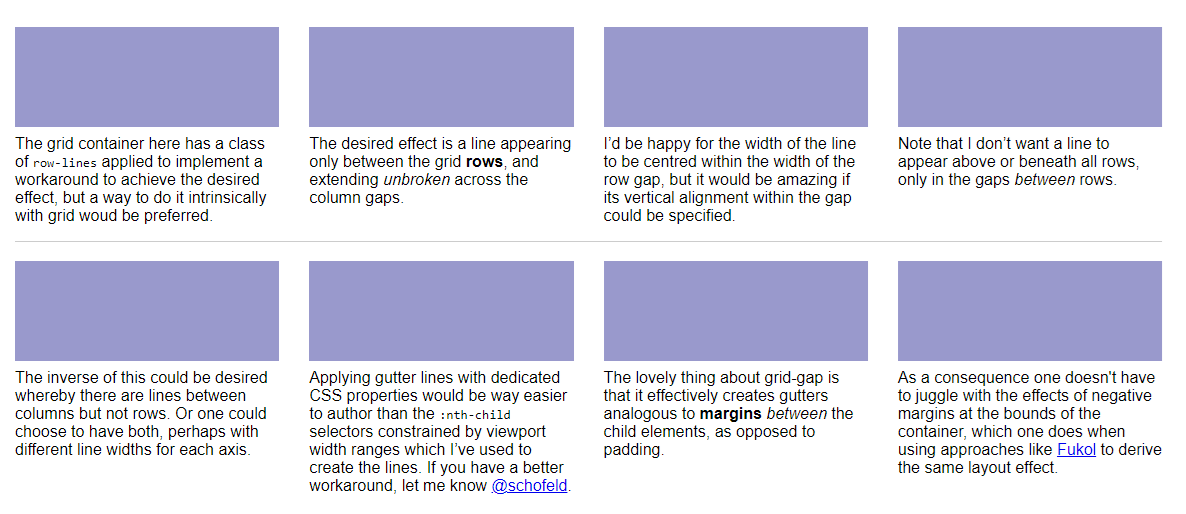 The grid container here has a class
of row-lines applied to implement a
workaround to achieve the desired
effect, but a way to do it intrinsically
with grid woud be preferred.
The desired effect is a line appearing
only between the grid rows, and
extending unbroken across the
column gaps.
I’d be happy for the width of the line
to be centred within the width of the
row gap, but it would be amazing if
its vertical alignment within the gap
could be specified.
Note that I don’t want a line to
appear above or beneath all rows,
only in the gaps between rows.
The inverse of this could be desired
whereby there are lines between
columns but not rows. Or one could
choose to have both, perhaps with
different line widths for each axis.
Applying gutter lines with dedicated
CSS properties would be way easier
to author than the :nth-child
selectors constrained by viewport
width ranges which I’ve used to
create the lines. If you have a better
workaround, let me know @schofeld.
The lovely thing about grid-gap is
that it effectively creates gutters
analogous to margins between the
child elements, as opposed to
padding.
As a consequence one doesn't have
to juggle with the effects of negative
margins at the bounds of the
container, which one does when
using approaches like Fukol to derive
the same layout effect.